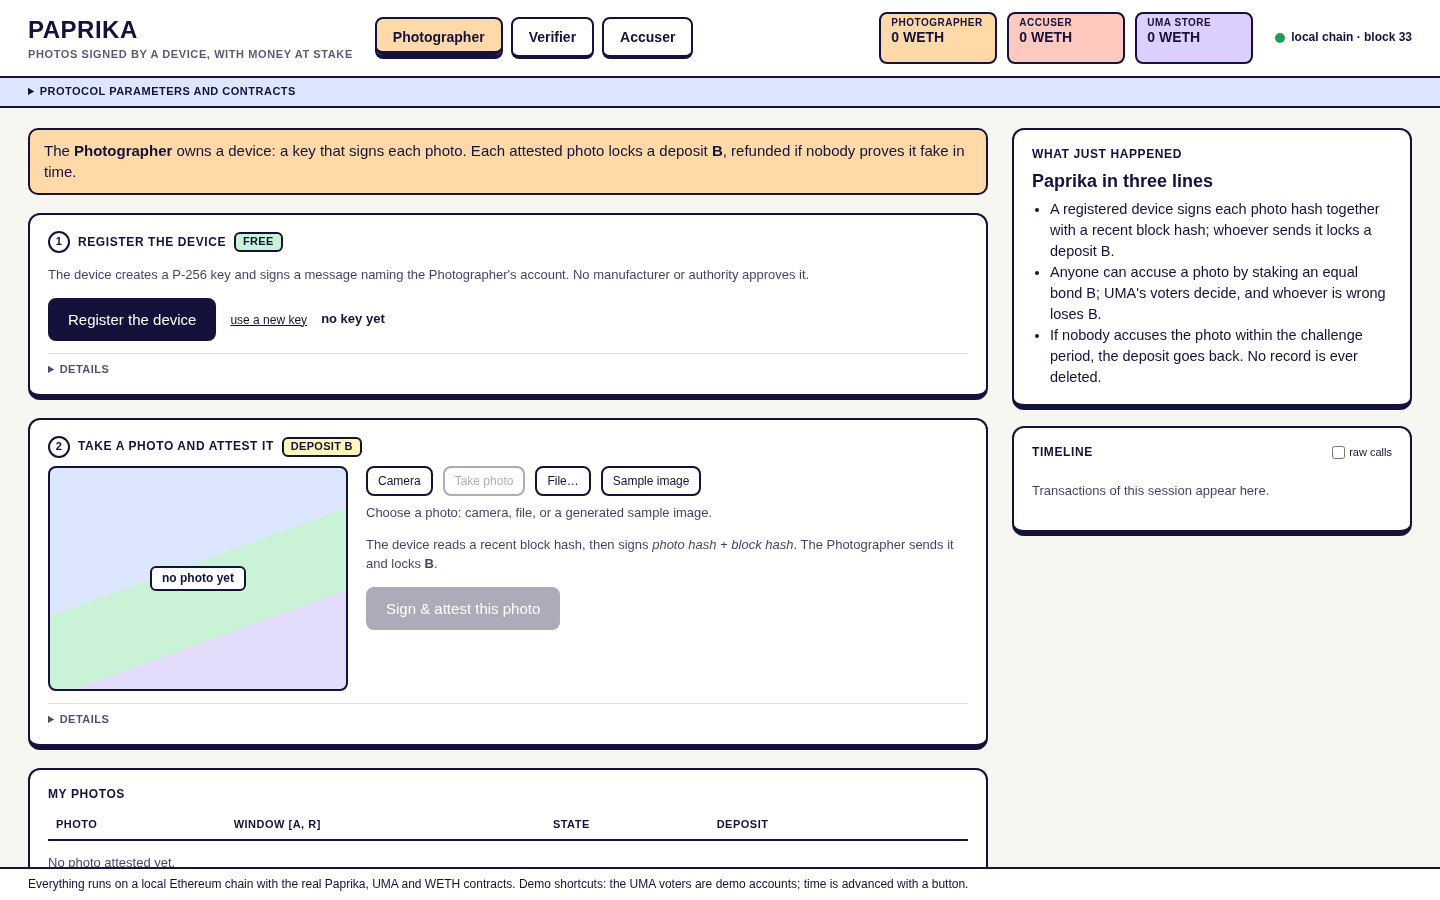 PAPRIKA
PHOTOS SIGNED BY A DEVICE, WITH MONEY AT STAKE
Photographer
Verifier
Accuser
PHOTOGRAPHER
0 WETH
ACCUSER
0 WETH
UMA STORE
0 WETH
local chain · block 33
PROTOCOL PARAMETERS AND CONTRACTS
The Photographer owns a device: a key that signs each photo. Each attested photo locks a deposit B, refunded if nobody proves it fake in
time.
1 REGISTER THE DEVICE FREE
The device creates a P-256 key and signs a message naming the Photographer's account. No manufacturer or authority approves it.
Register the device
use a new key
no key yet
DETAILS
2 TAKE A PHOTO AND ATTEST IT DEPOSIT B
no photo yet
Camera
Take photo
File…
Sample image
Choose a photo: camera, file, or a generated sample image.
The device reads a recent block hash, then signs photo hash + block hash. The Photographer sends it
and locks B.
Sign & attest this photo
DETAILS
MY PHOTOS
PHOTO WINDOW [A, R] STATE DEPOSIT
No photo attested yet.
WHAT JUST HAPPENED
Paprika in three lines
• A registered device signs each photo hash together
with a recent block hash; whoever sends it locks a
deposit B.
• Anyone can accuse a photo by staking an equal
bond B; UMA's voters decide, and whoever is wrong
loses B.
• If nobody accuses the photo within the challenge
period, the deposit goes back. No record is ever
deleted.
TIMELINE
raw calls
Transactions of this session appear here.
Everything runs on a local Ethereum chain with the real Paprika, UMA and WETH contracts. Demo shortcuts: the UMA voters are demo accounts; time is advanced with a button.